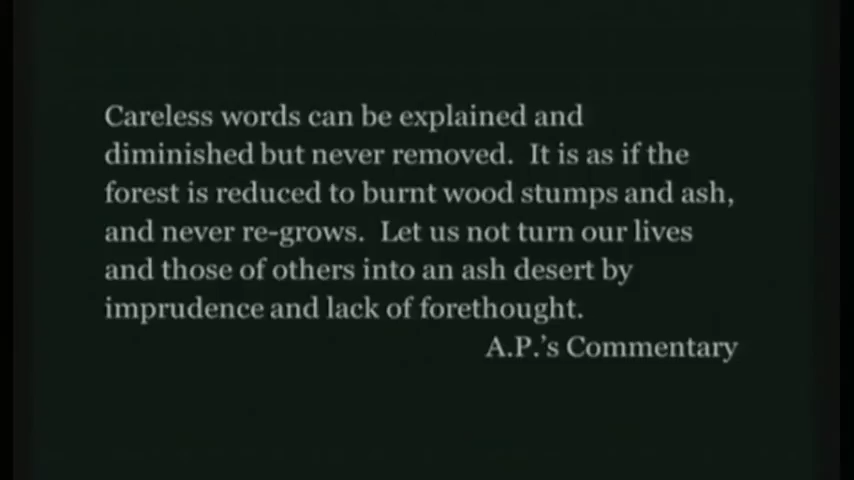 Careless words can be explained and
diminished but never removed.  It is as if the
forest is reduced to burnt wood stumps and ash,
and never re-grows.  Let us not turn our lives
and those of others into an ash desert by
imprudence and lack of forethought.
A.P.’s Commentary